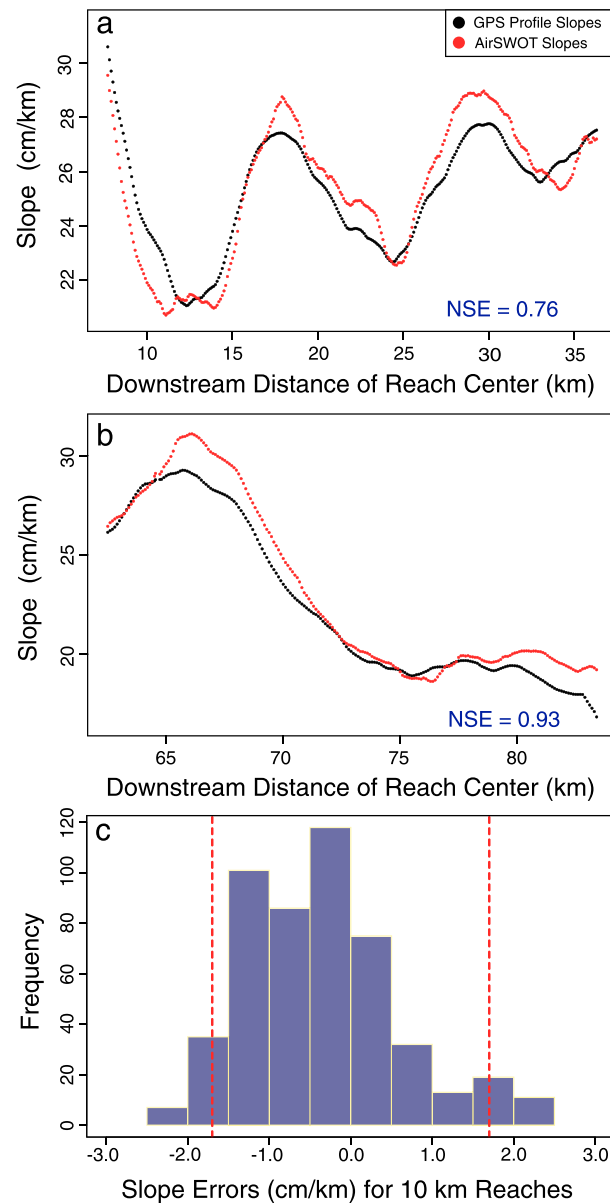 a
GPS Profile Slopes
AirSWOT Slopes
Slope (cm/km)
30
28
26
24
22
NSE = 0.76
10 15 20 25 30 35
Downstream Distance of Reach Center (km)
b
Slope (cm/km)
30
25
20
NSE = 0.93
65 70 75 80
Downstream Distance of Reach Center (km)
c
Frequency
120
100
80
60
40
20
0
-3.0 -2.0 -1.0 0.0 1.0 2.0 3.0
Slope Errors (cm/km) for 10 km Reaches